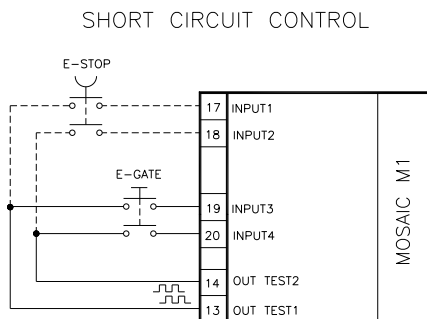 SHORT CIRCUIT CONTROL
E-STOP
17 INPUT1
18 INPUT2
E-GATE
19 INPUT3
20 INPUT4
14 OUT TEST2
13 OUT TEST1
MOSAIC M1